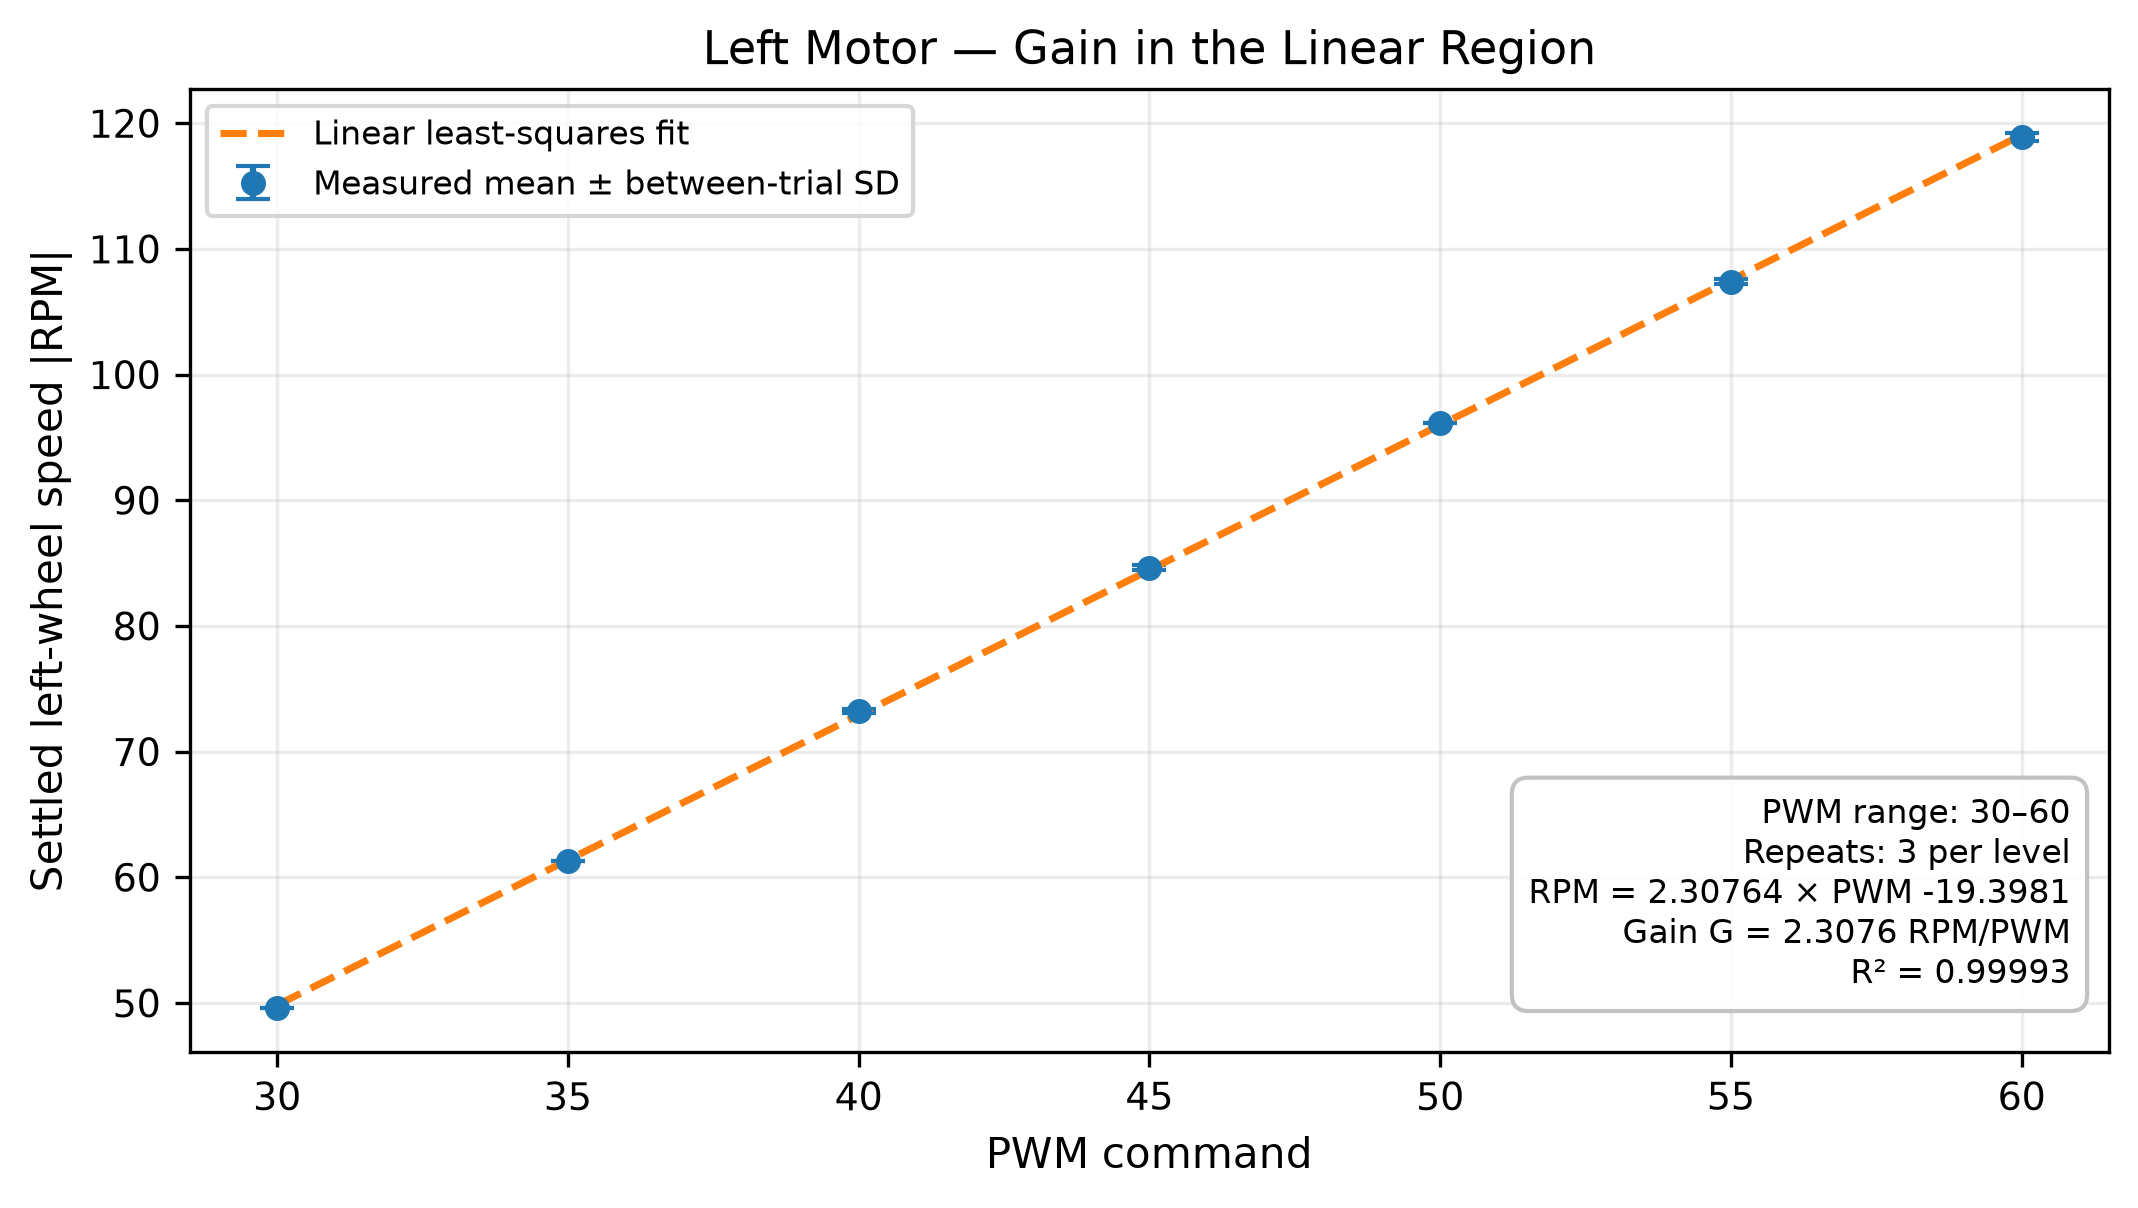 Left Motor — Gain in the Linear Region
Linear least-squares fit
Measured mean ± between-trial SD
Settled left-wheel speed |RPM|
120
110
100
90
80
70
60
50
PWM range: 30–60
Repeats: 3 per level
RPM = 2.30764 × PWM -19.3981
Gain G = 2.3076 RPM/PWM
R² = 0.99993
30 35 40 45 50 55 60
PWM command